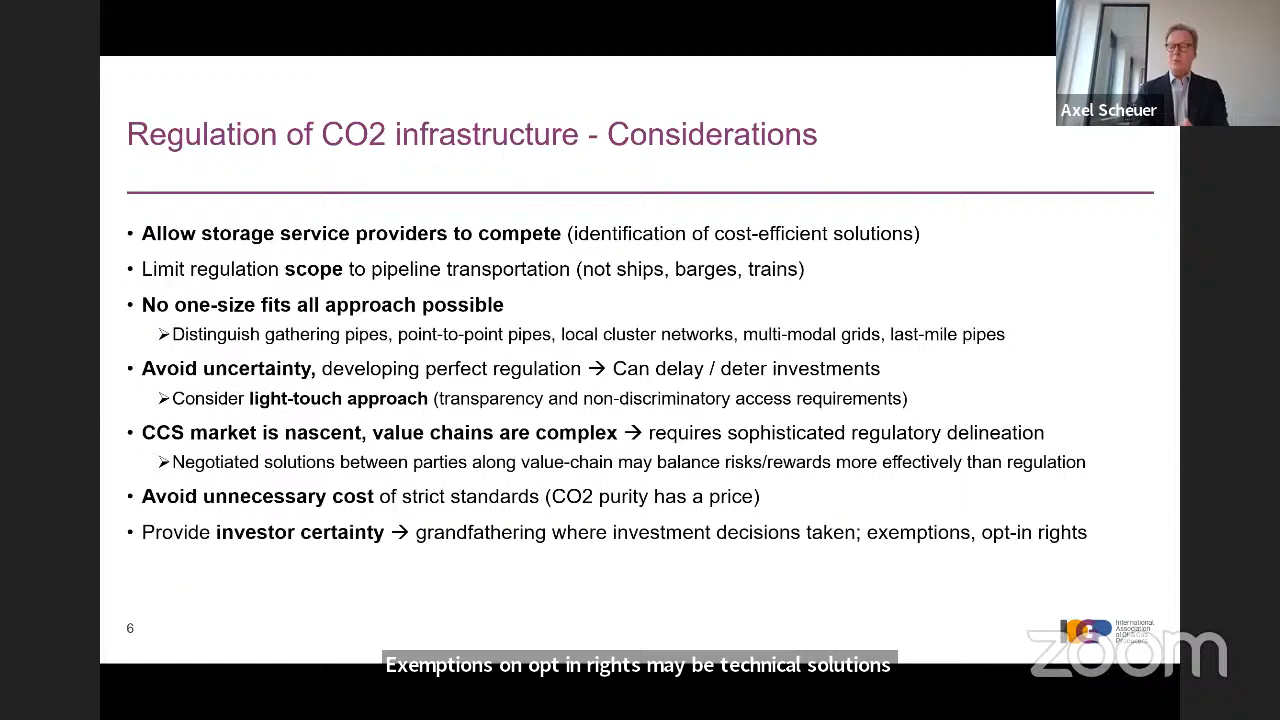 Axel Scheuer
Regulation of CO2 infrastructure - Considerations
• Allow storage service providers to compete (identification of cost-efficient solutions)
• Limit regulation scope to pipeline transportation (not ships, barges, trains)
• No one-size fits all approach possible
➢Distinguish gathering pipes, point-to-point pipes, local cluster networks, multi-modal grids, last-mile pipes
• Avoid uncertainty, developing perfect regulation → Can delay / deter investments
➢Consider light-touch approach (transparency and non-discriminatory access requirements)
• CCS market is nascent, value chains are complex → requires sophisticated regulatory delineation
➢Negotiated solutions between parties along value-chain may balance risks/rewards more effectively than regulation
• Avoid unnecessary cost of strict standards (CO2 purity has a price)
• Provide investor certainty → grandfathering where investment decisions taken; exemptions, opt-in rights
6
International
Association
of Oil & Gas
Producers
zoom
Exemptions on opt in rights may be technical solutions